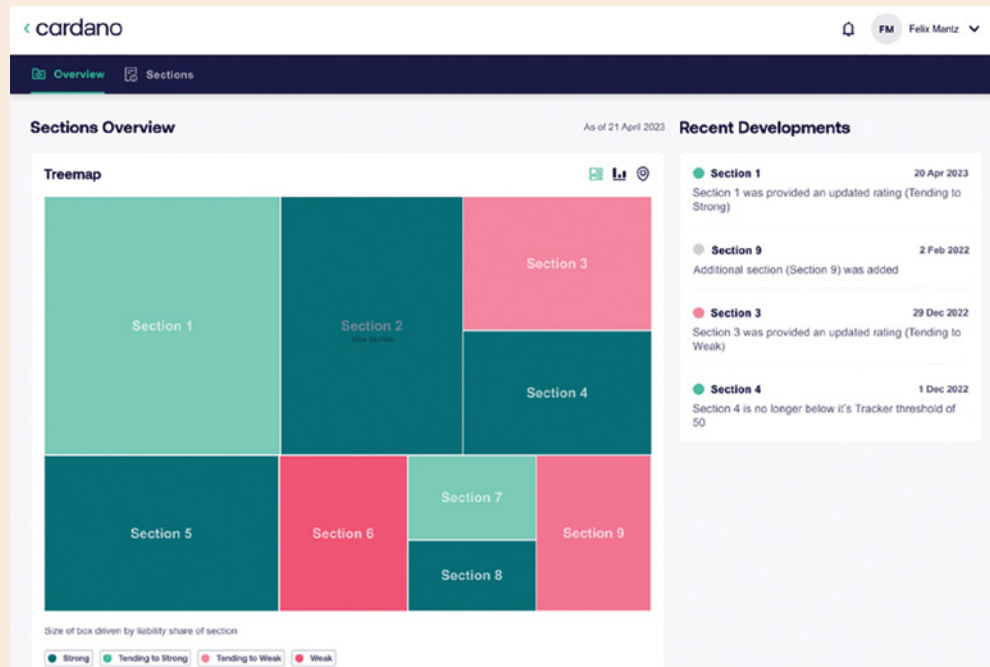 cardano
FM Felix Mantz
Overview Sections
Sections Overview
As of 21 April 2023
Treemap
Section 1
Section 2
View Section
Section 3
Section 4
Section 5
Section 6
Section 7
Section 8
Section 9
Size of box driven by liability share of section
Strong Tending to Strong Tending to Weak Weak
Recent Developments
Section 1 20 Apr 2023
Section 1 was provided an updated rating (Tending to
Strong)
Section 9 2 Feb 2022
Additional section (Section 9) was added
Section 3 29 Dec 2022
Section 3 was provided an updated rating (Tending to
Weak)
Section 4 1 Dec 2022
Section 4 is no longer below it's Tracker threshold of
50